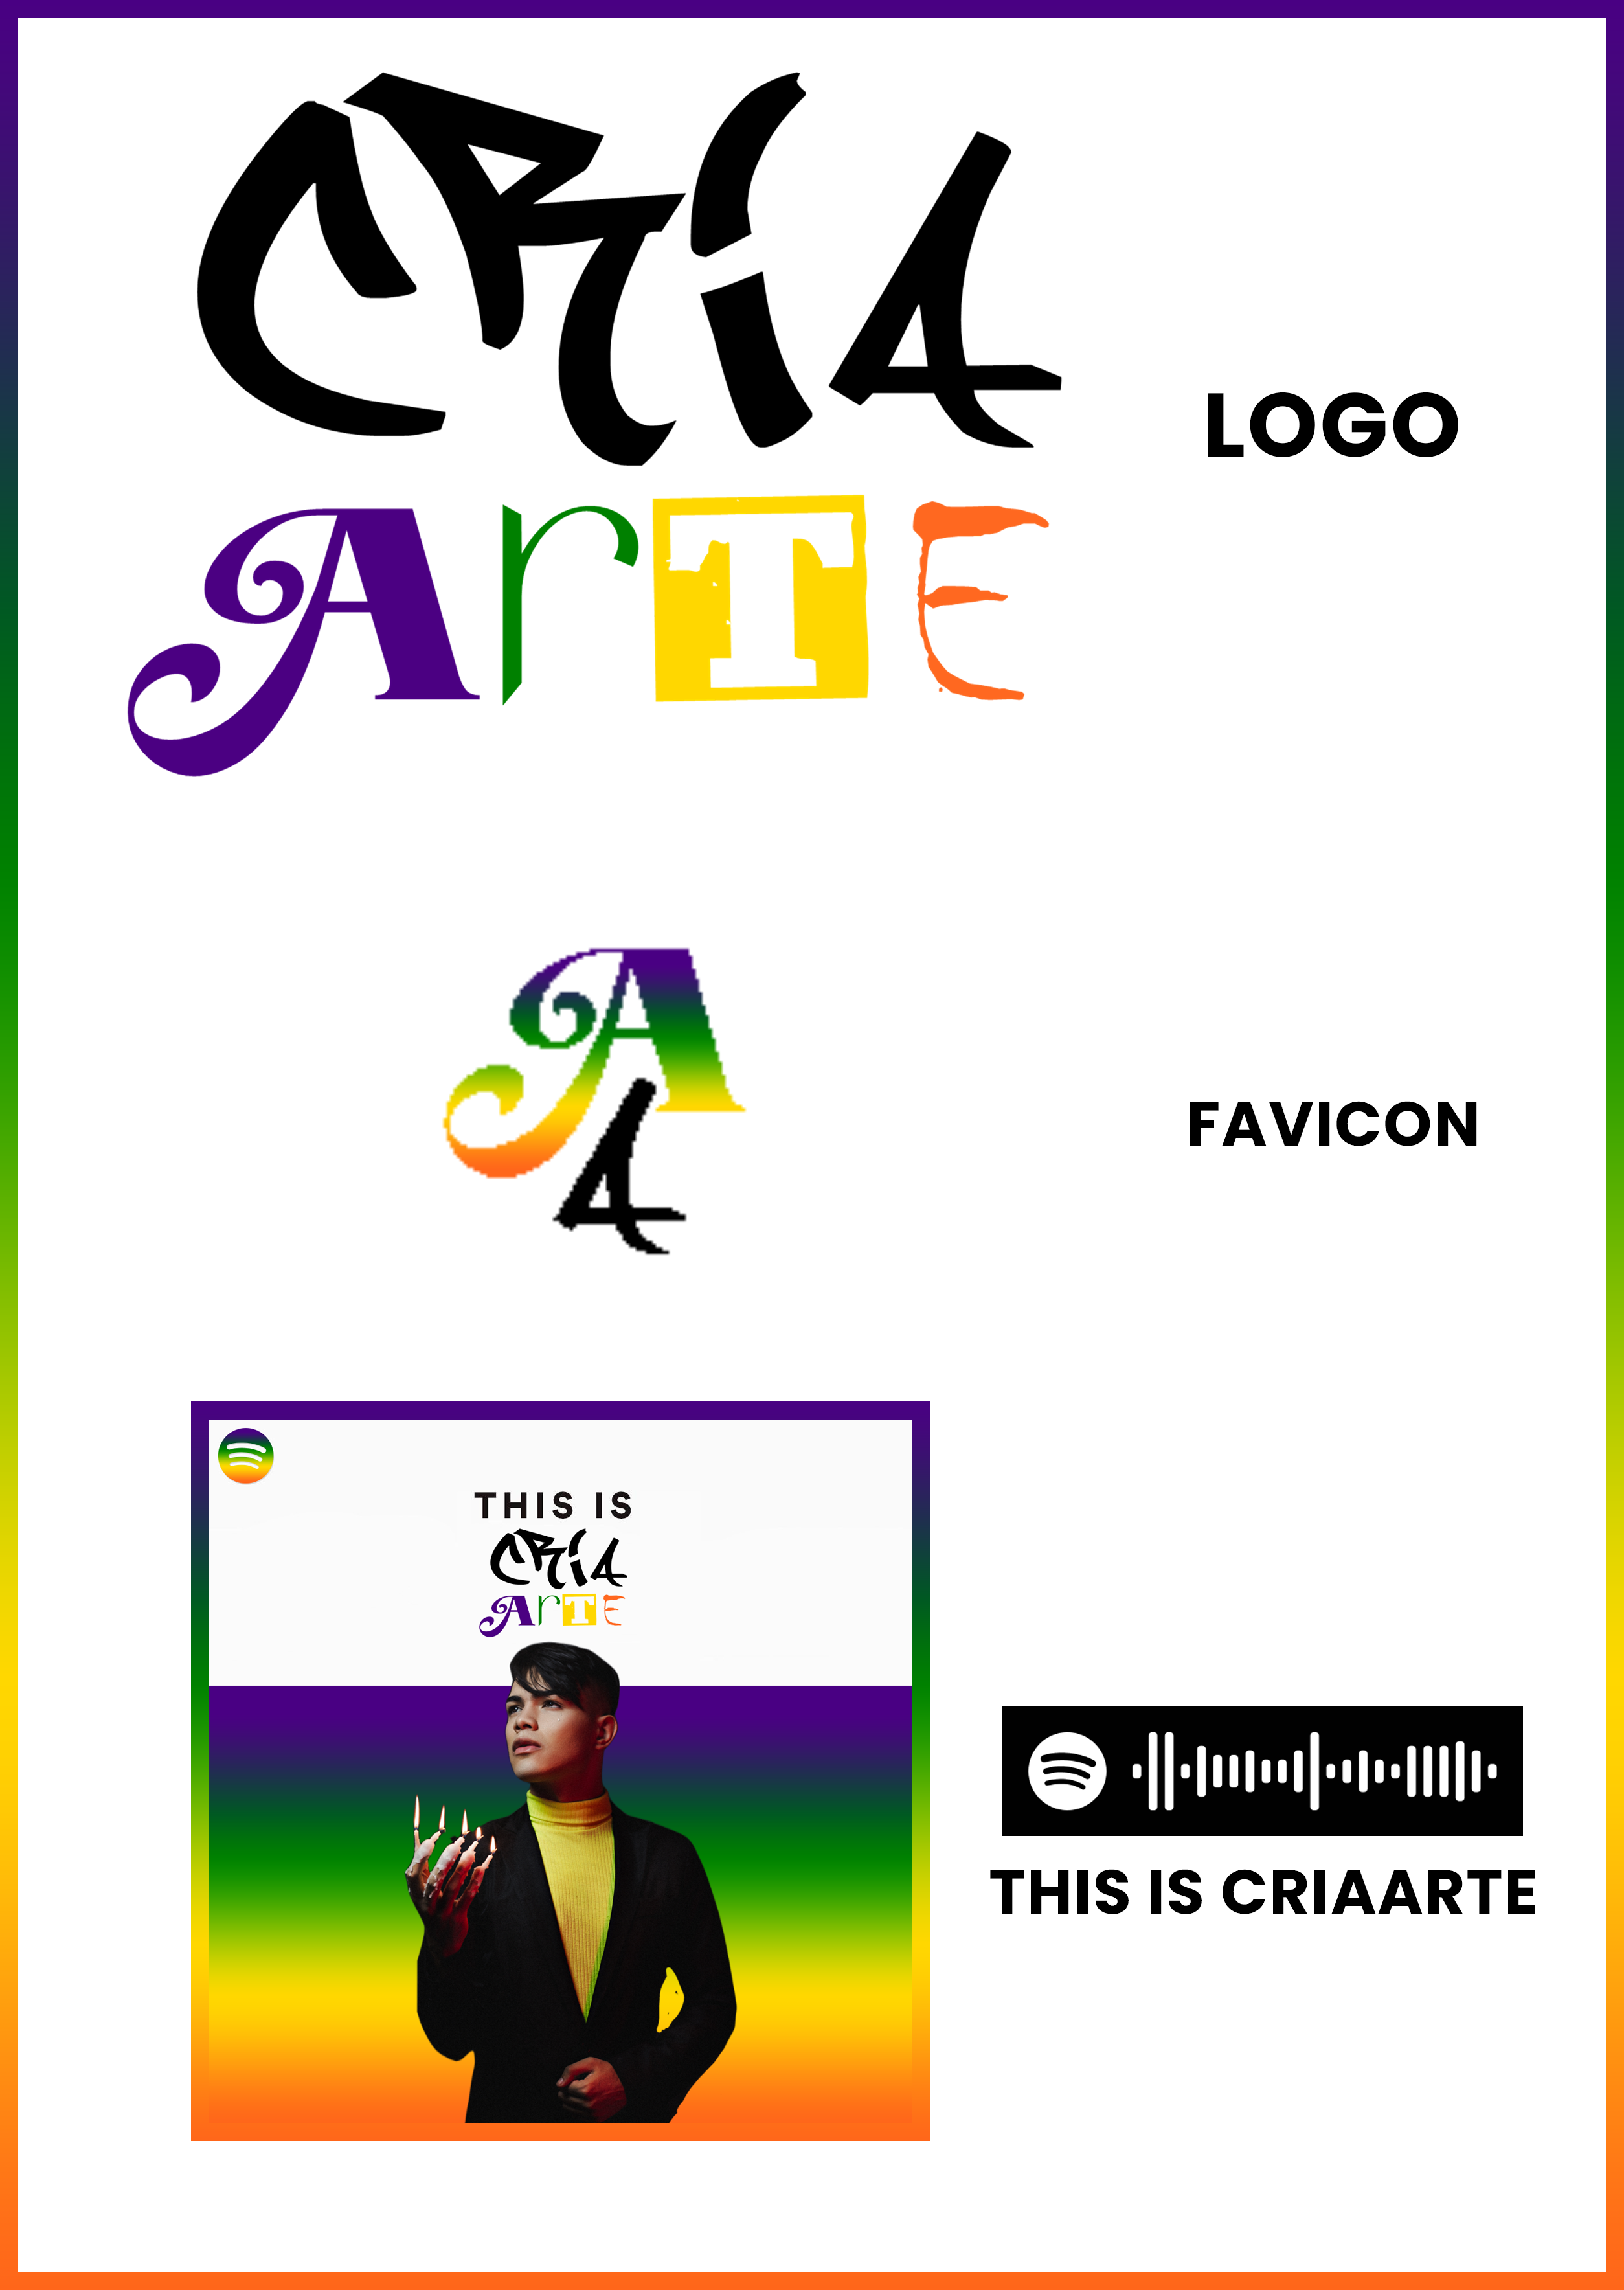 CRiA
LOGO
ArTE
A
A
FAVICON
THIS IS
CRiA
ArTE
THIS IS CRIAARTE